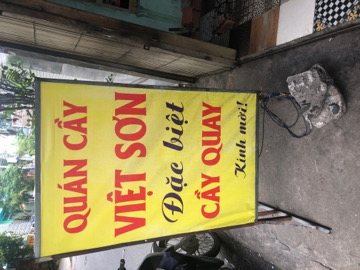 QUÁN CẦY
VIỆT SƠN
Đặc biệt
CẦY QUAY
Kính mời!